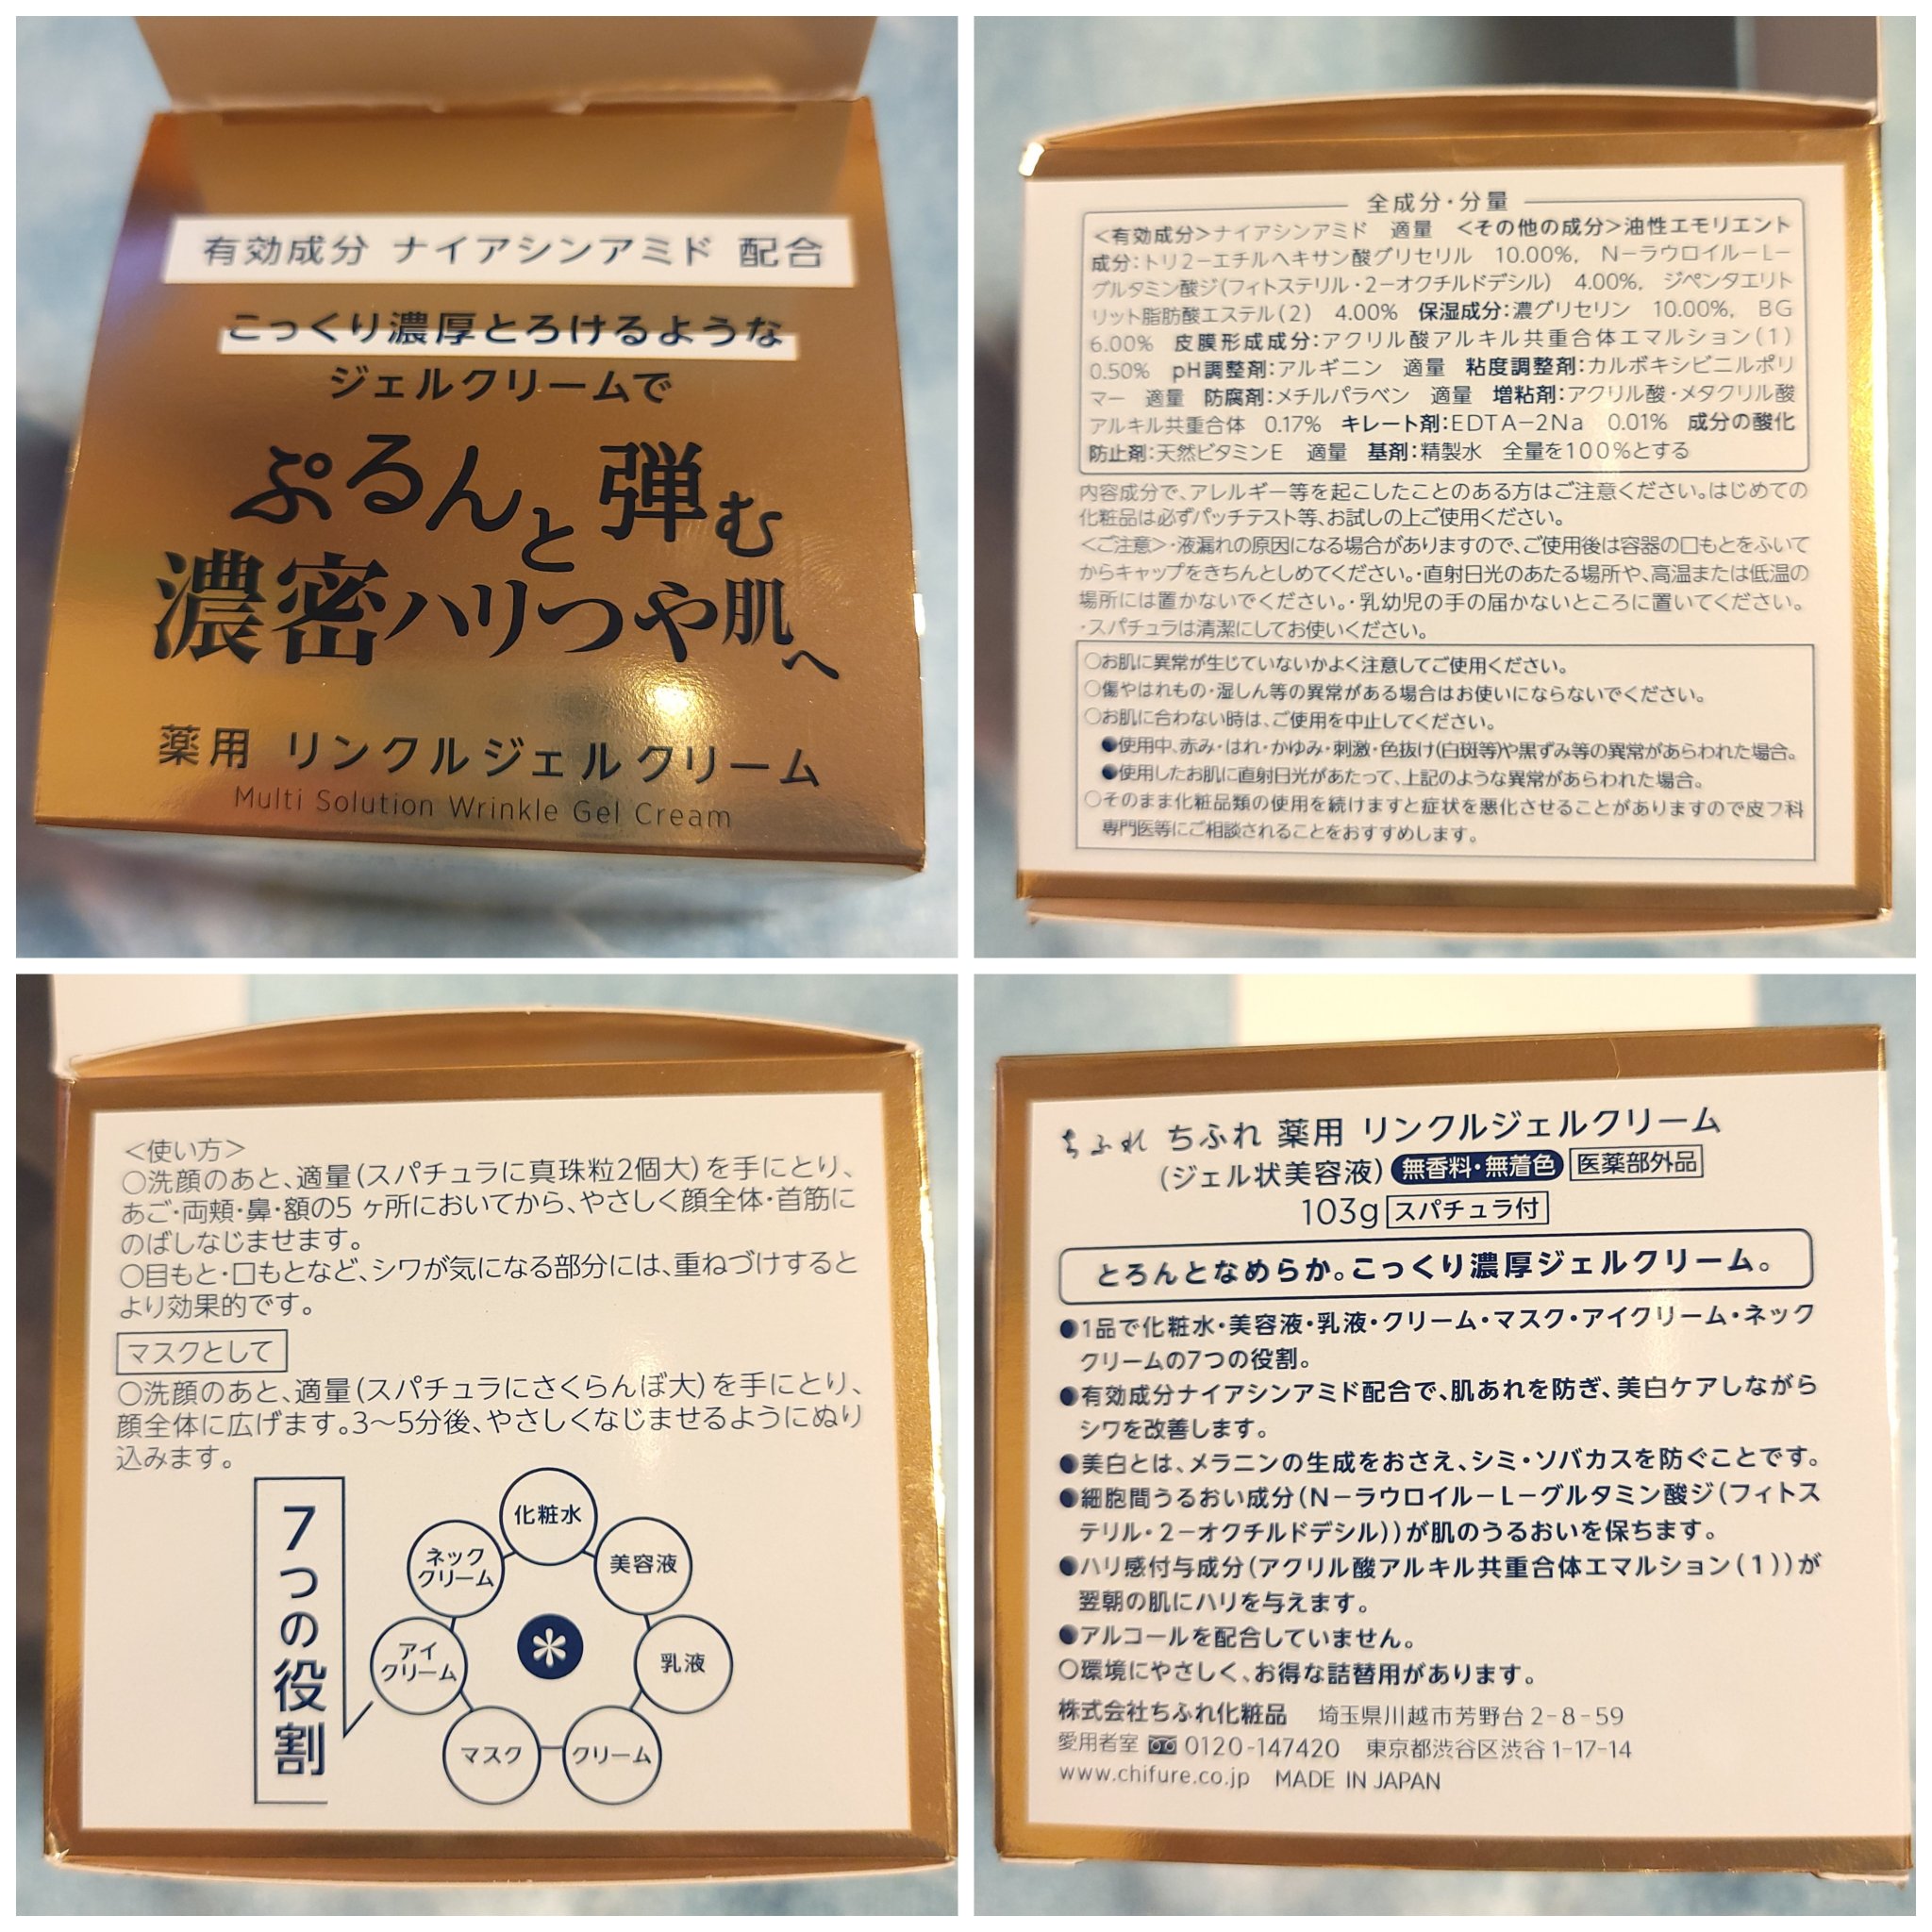 有効成分 ナイアシンアミド 配合
こっくり濃厚とろけるような
ジェルクリームで
ぷるんと弾む
濃密ハリつや肌へ
薬用 リンクルジェルクリーム
Multi Solution Wrinkle Gel Cream
全成分・分量
<有効成分>ナイアシンアミド 適量 <その他の成分>油性エモリエント
成分:トリ2-エチルヘキサン酸グリセリル 10.00%, N-ラウロイル-L-
グルタミン酸ジ(フィトステリル・2-オクチルドデシル) 4.00%, ジペンタエリト
リット脂肪酸エステル(2) 4.00% 保湿成分:濃グリセリン 10.00%, BG
6.00% 皮膜形成成分:アクリル酸アルキル共重合体エマルション(1)
0.50% pH調整剤:アルギニン 適量 粘度調整剤:カルボキシビニルポリ
マー 適量 防腐剤:メチルパラベン 適量 増粘剤:アクリル酸・メタクリル酸
アルキル共重合体 0.17% キレート剤:EDTA-2Na 0.01% 成分の酸化
防止剤:天然ビタミンE 適量 基剤:精製水 全量を100%とする
内容成分で、アレルギー等を起こしたことのある方はご注意ください。はじめての
化粧品は必ずパッチテスト等、お試しの上ご使用ください。
<ご注意>・液漏れの原因になる場合がありますので、ご使用後は容器の口もとをふいて
からキャップをきちんとしめてください。・直射日光のあたる場所や、高温または低温の
場所には置かないでください。・乳幼児の手の届かないところに置いてください。
・スパチュラは清潔にしてお使いください。
○お肌に異常が生じていないかよく注意してご使用ください。
○傷やはれもの・湿しん等の異常がある場合はお使いにならないでください。
○お肌に合わない時は、ご使用を中止してください。
●使用中、赤み・はれ・かゆみ・刺激・色抜け(白斑等)や黒ずみ等の異常があらわれた場合。
●使用したお肌に直射日光があたって、上記のような異常があらわれた場合。
○そのまま化粧品類の使用を続けますと症状を悪化させることがありますので皮フ科
専門医等にご相談されることをおすすめします。
<使い方>
○洗顔のあと、適量(スパチュラに真珠粒2個大)を手にとり、
あご・両頬・鼻・額の5ヶ所においてから、やさしく顔全体・首筋に
のばしなじませます。
○目もと・口もとなど、シワが気になる部分には、重ねづけすると
より効果的です。
マスクとして
○洗顔のあと、適量(スパチュラにさくらんぼ大)を手にとり、
顔全体に広げます。3〜5分後、やさしくなじませるようにぬり
込みます。
7つの役割
化粧水
美容液
乳液
クリーム
マスク
アイ
クリーム
ネック
クリーム
ちふれ ちふれ 薬用 リンクルジェルクリーム
(ジェル状美容液) 無香料・無着色 医薬部外品
103g スパチュラ付
とろんとなめらか。こっくり濃厚ジェルクリーム。
●1品で化粧水・美容液・乳液・クリーム・マスク・アイクリーム・ネック
クリームの7つの役割。
●有効成分ナイアシンアミド配合で、肌あれを防ぎ、美白ケアしながら
シワを改善します。
●美白とは、メラニンの生成をおさえ、シミ・ソバカスを防ぐことです。
●細胞間うるおい成分(N-ラウロイル-L-グルタミン酸ジ(フィトス
テリル・2-オクチルドデシル))が肌のうるおいを保ちます。
●ハリ感付与成分(アクリル酸アルキル共重合体エマルション(1))が
翌朝の肌にハリを与えます。
●アルコールを配合していません。
○環境にやさしく、お得な詰替用があります。
株式会社ちふれ化粧品 埼玉県川越市芳野台2-8-59
愛用者室 0120-147420 東京都渋谷区渋谷1-17-14
www.chifure.co.jp MADE IN JAPAN